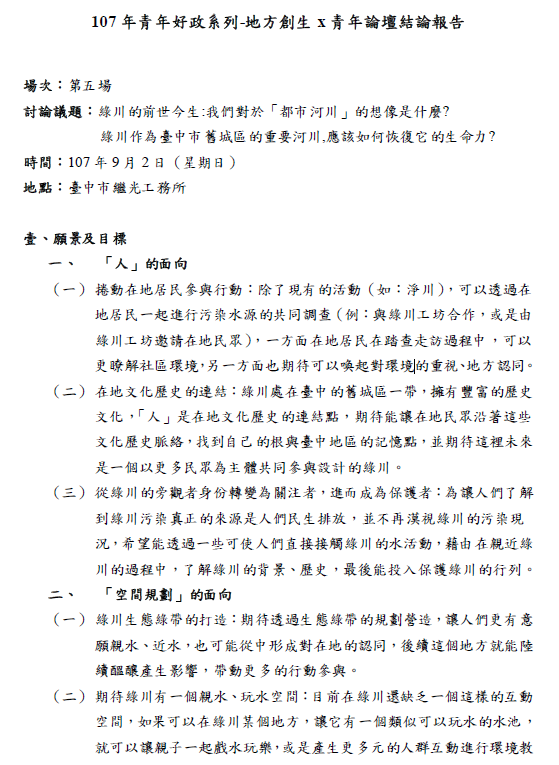 107 年青年好政系列-地方創生 x 青年論壇結論報告
場次：第五場
討論議題：綠川的前世今生:我們對於「都市河川」的想像是什麼?
綠川作為臺中市舊城區的重要河川,應該如何恢復它的生命力?
時間：107 年 9 月 2 日（星期日）
地點：臺中市繼光工務所
壹、願景及目標
一、 「人」的面向
（一） 捲動在地居民參與行動：除了現有的活動（如：淨川），可以透過在
地居民一起進行污染水源的共同調查（例：與綠川工坊合作，或是由
綠川工坊邀請在地民眾），一方面在地居民在踏查走訪過程中，可以
更瞭解社區環境，另一方面也期待可以喚起對環境的重視、地方認同。
（二） 在地文化歷史的連結：綠川處在臺中的舊城區一帶，擁有豐富的歷史
文化，「人」是在地文化歷史的連結點，期待能讓在地民眾沿著這些
文化歷史脈絡，找到自己的根與臺中地區的記憶點，並期待這裡未來
是一個以更多民眾為主體共同參與設計的綠川。
（三） 從綠川的旁觀者身份轉變為關注者，進而成為保護者：為讓人們了解
到綠川污染真正的來源是人們民生排放，並不再漠視綠川的污染現
況，希望能透過一些可使人們直接接觸綠川的水活動，藉由在親近綠
川的過程中，了解綠川的背景、歷史，最後能投入保護綠川的行列。
二、 「空間規劃」的面向
（一） 綠川生態綠帶的打造：期待透過生態綠帶的規劃營造，讓人們更有意
願親水、近水，也可能從中形成對在地的認同，後續這個地方就能陸
續醞釀產生影響，帶動更多的行動參與。
（二） 期待綠川有一個親水、玩水空間：目前在綠川還缺乏一個這樣的互動
空間，如果可以在綠川某個地方，讓它有一個類似可以玩水的水池，
就可以讓親子一起戲水玩樂，或是產生更多元的人群互動進行環境教